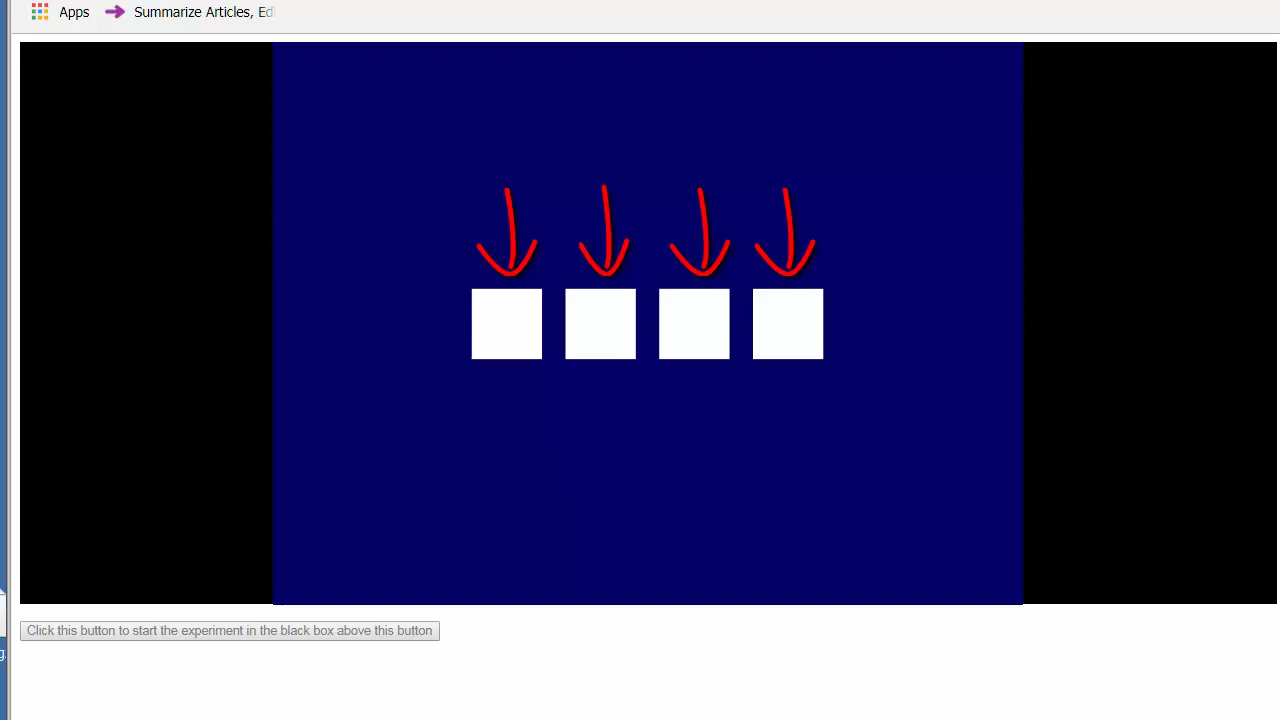 Apps Summarize Articles, Ed
Click this button to start the experiment in the black box above this button